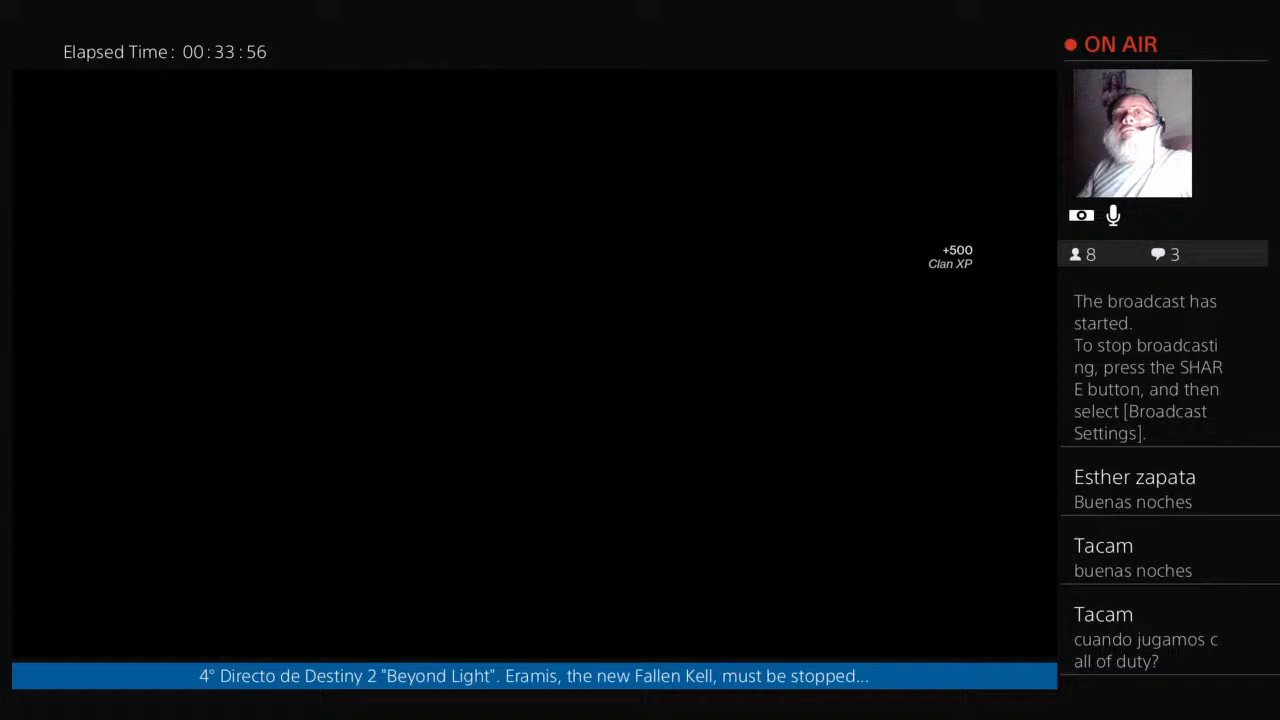 Elapsed Time: 00:33:56
ON AIR
+500
Clan XP
8 3
The broadcast has
started.
To stop broadcasti
ng, press the SHAR
E button, and then
select [Broadcast
Settings].
Esther zapata
Buenas noches
Tacam
buenas noches
Tacam
cuando jugamos c
all of duty?
4° Directo de Destiny 2 "Beyond Light". Eramis, the new Fallen Kell, must be stopped...